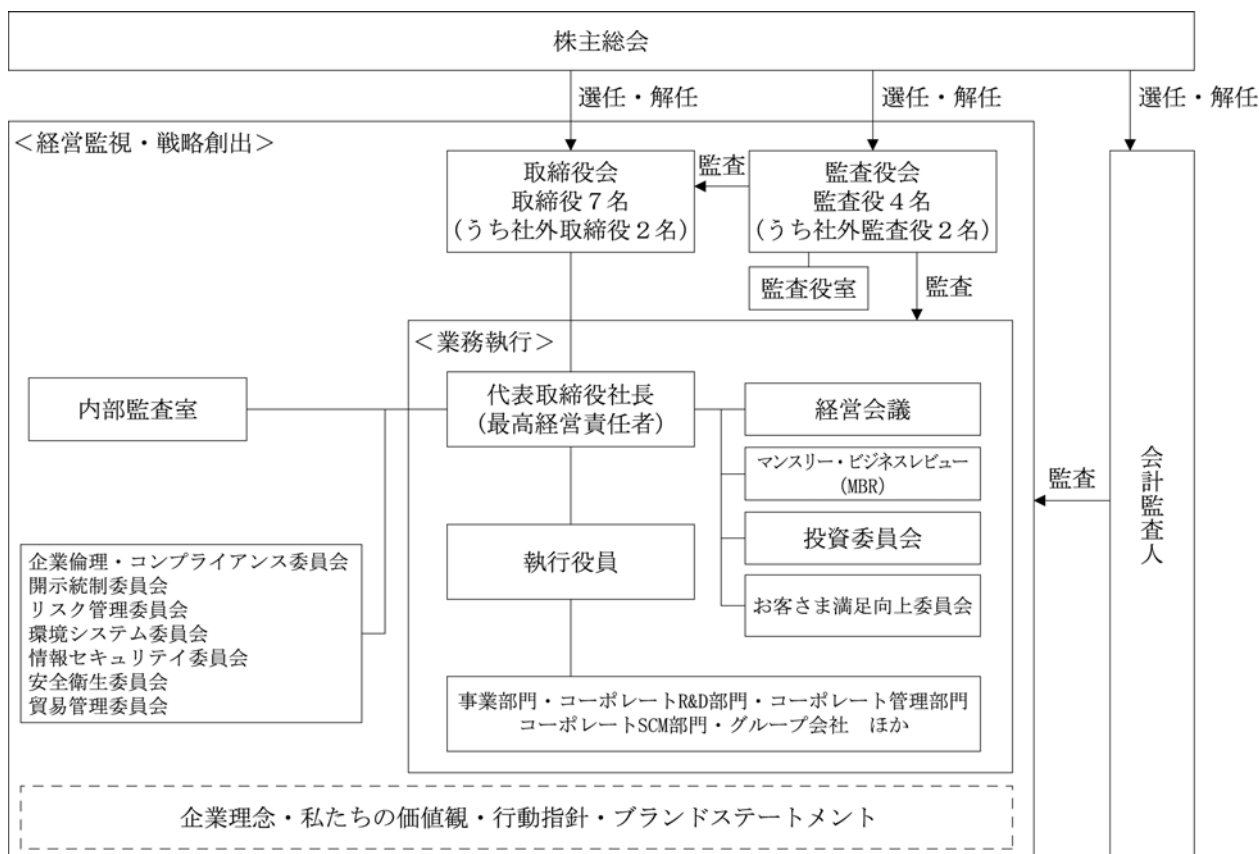 株主総会
選任・解任
選任・解任
選任・解任
＜経営監視・戦略創出＞
取締役会
取締役７名
(うち社外取締役２名)
監査
監査役会
監査役４名
(うち社外監査役２名)
監査役室
監査
＜業務執行＞
内部監査室
代表取締役社長
(最高経営責任者)
経営会議
マンスリー・ビジネスレビュー
(MBR)
投資委員会
お客さま満足向上委員会
執行役員
企業倫理・コンプライアンス委員会
開示統制委員会
リスク管理委員会
環境システム委員会
情報セキュリテイ委員会
安全衛生委員会
貿易管理委員会
事業部門・コーポレートR&D部門・コーポレート管理部門
コーポレートSCM部門・グループ会社　ほか
監査
会計監査人
企業理念・私たちの価値観・行動指針・ブランドステートメント